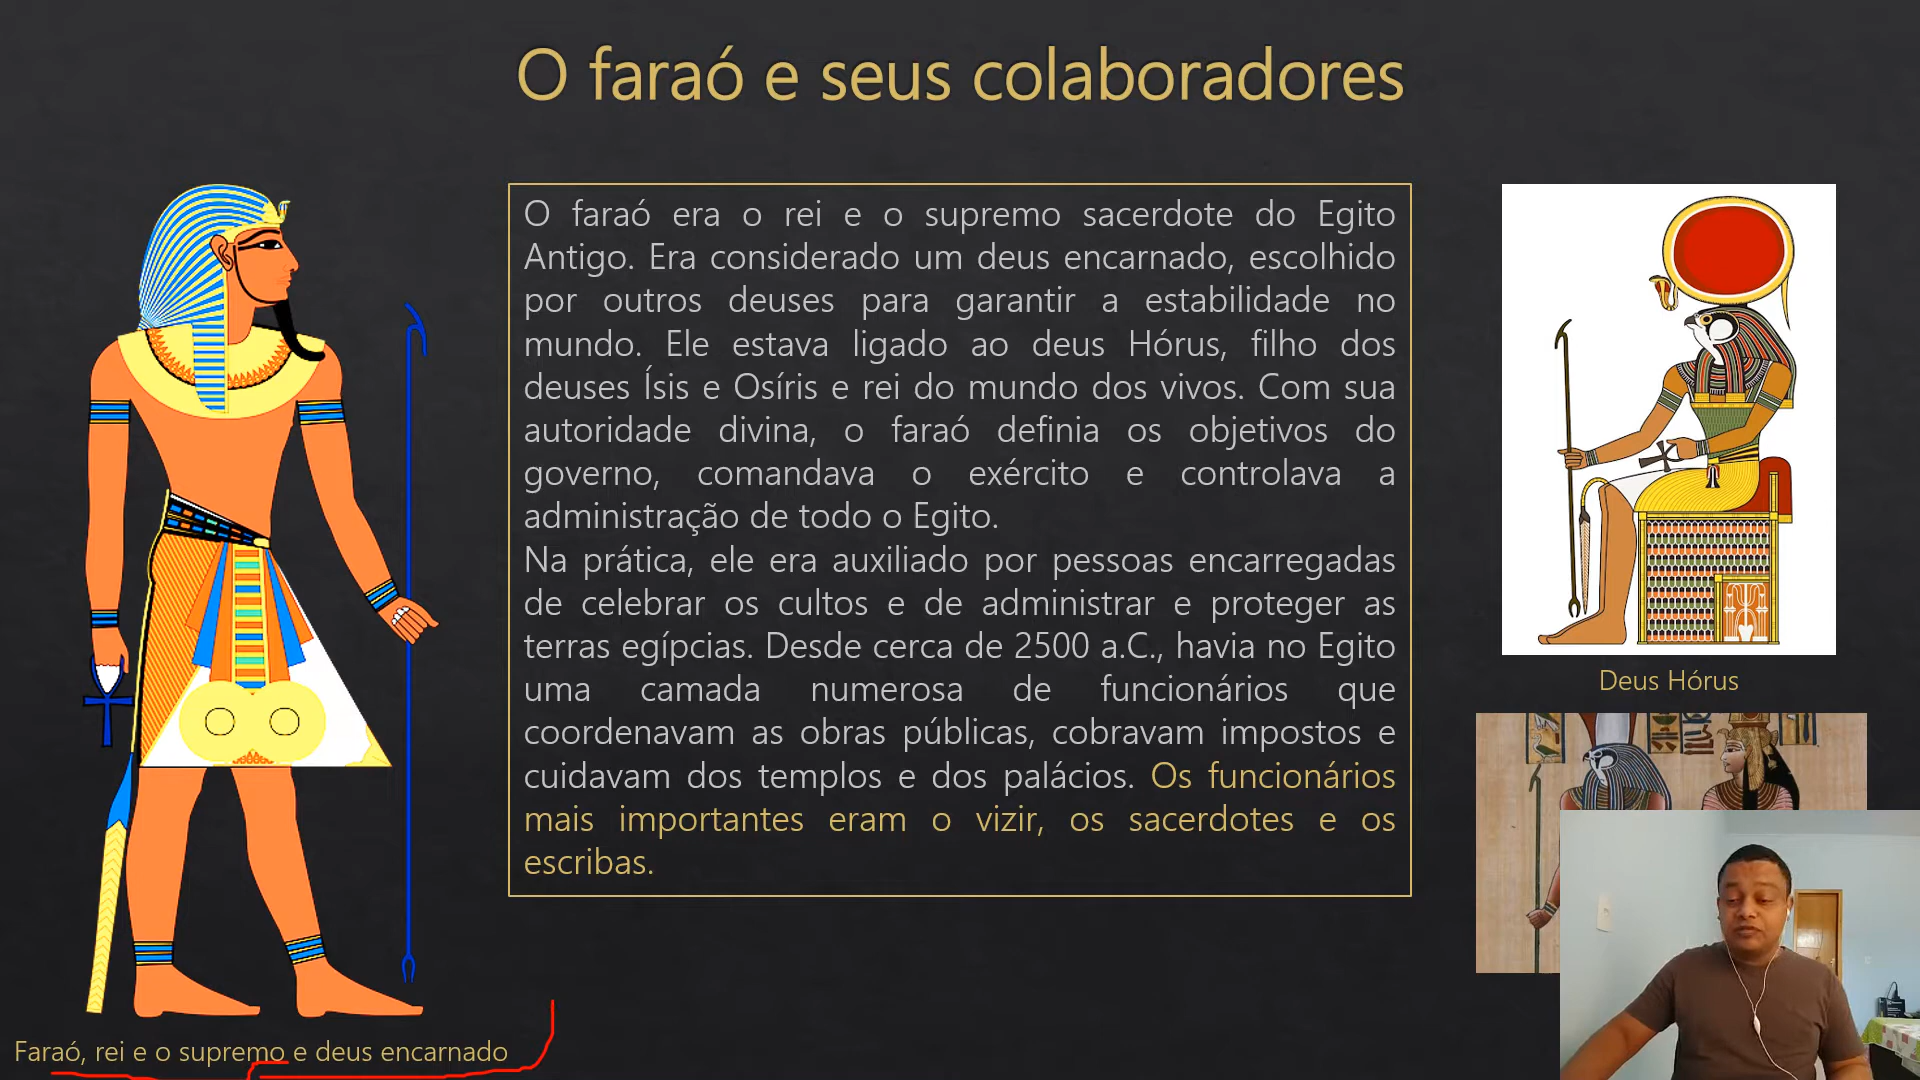 O faraó e seus colaboradores
O faraó era o rei e o supremo sacerdote do Egito
Antigo. Era considerado um deus encarnado, escolhido
por outros deuses para garantir a estabilidade no
mundo. Ele estava ligado ao deus Hórus, filho dos
deuses Ísis e Osíris e rei do mundo dos vivos. Com sua
autoridade divina, o faraó definia os objetivos do
governo, comandava o exército e controlava a
administração de todo o Egito.
Na prática, ele era auxiliado por pessoas encarregadas
de celebrar os cultos e de administrar e proteger as
terras egípcias. Desde cerca de 2500 a.C., havia no Egito
uma camada numerosa de funcionários que
coordenavam as obras públicas, cobravam impostos e
cuidavam dos templos e dos palácios. Os funcionários
mais importantes eram o vizir, os sacerdotes e os
escribas.
Deus Hórus
Faraó, rei e o supremo e deus encarnado